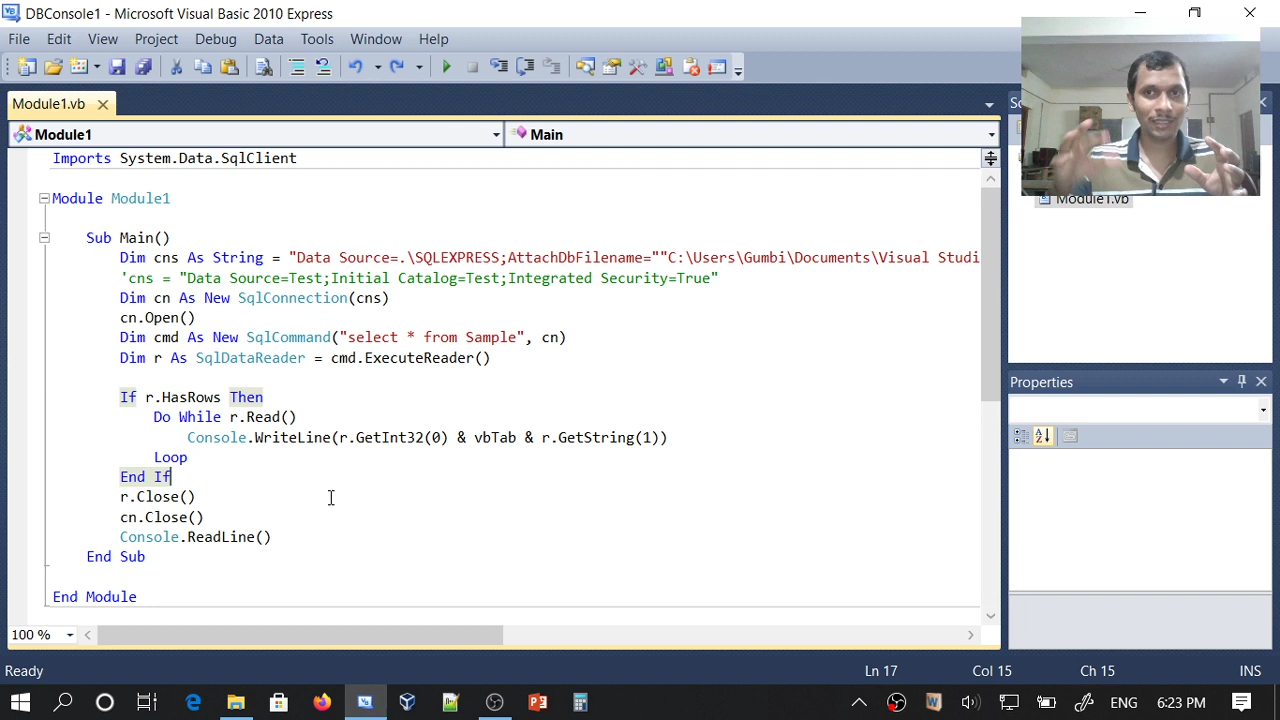 DBConsole1 - Microsoft Visual Basic 2010 Express
File Edit View Project Debug Data Tools Window Help
Module1.vb
Module1 Main
Imports System.Data.SqlClient
Module Module1
Sub Main()
Dim cns As String = "Data Source=.\SQLEXPRESS;AttachDbFilename=""C:\Users\Gumbi\Documents\Visual Studi
'cns = "Data Source=Test;Initial Catalog=Test;Integrated Security=True"
Dim cn As New SqlConnection(cns)
cn.Open()
Dim cmd As New SqlCommand("select * from Sample", cn)
Dim r As SqlDataReader = cmd.ExecuteReader()
If r.HasRows Then
Do While r.Read()
Console.WriteLine(r.GetInt32(0) & vbTab & r.GetString(1))
Loop
End If
r.Close()
cn.Close()
Console.ReadLine()
End Sub
End Module
100 %
So
Module1.vb
Properties
Ready Ln 17 Col 15 Ch 15 INS
ENG 6:23 PM